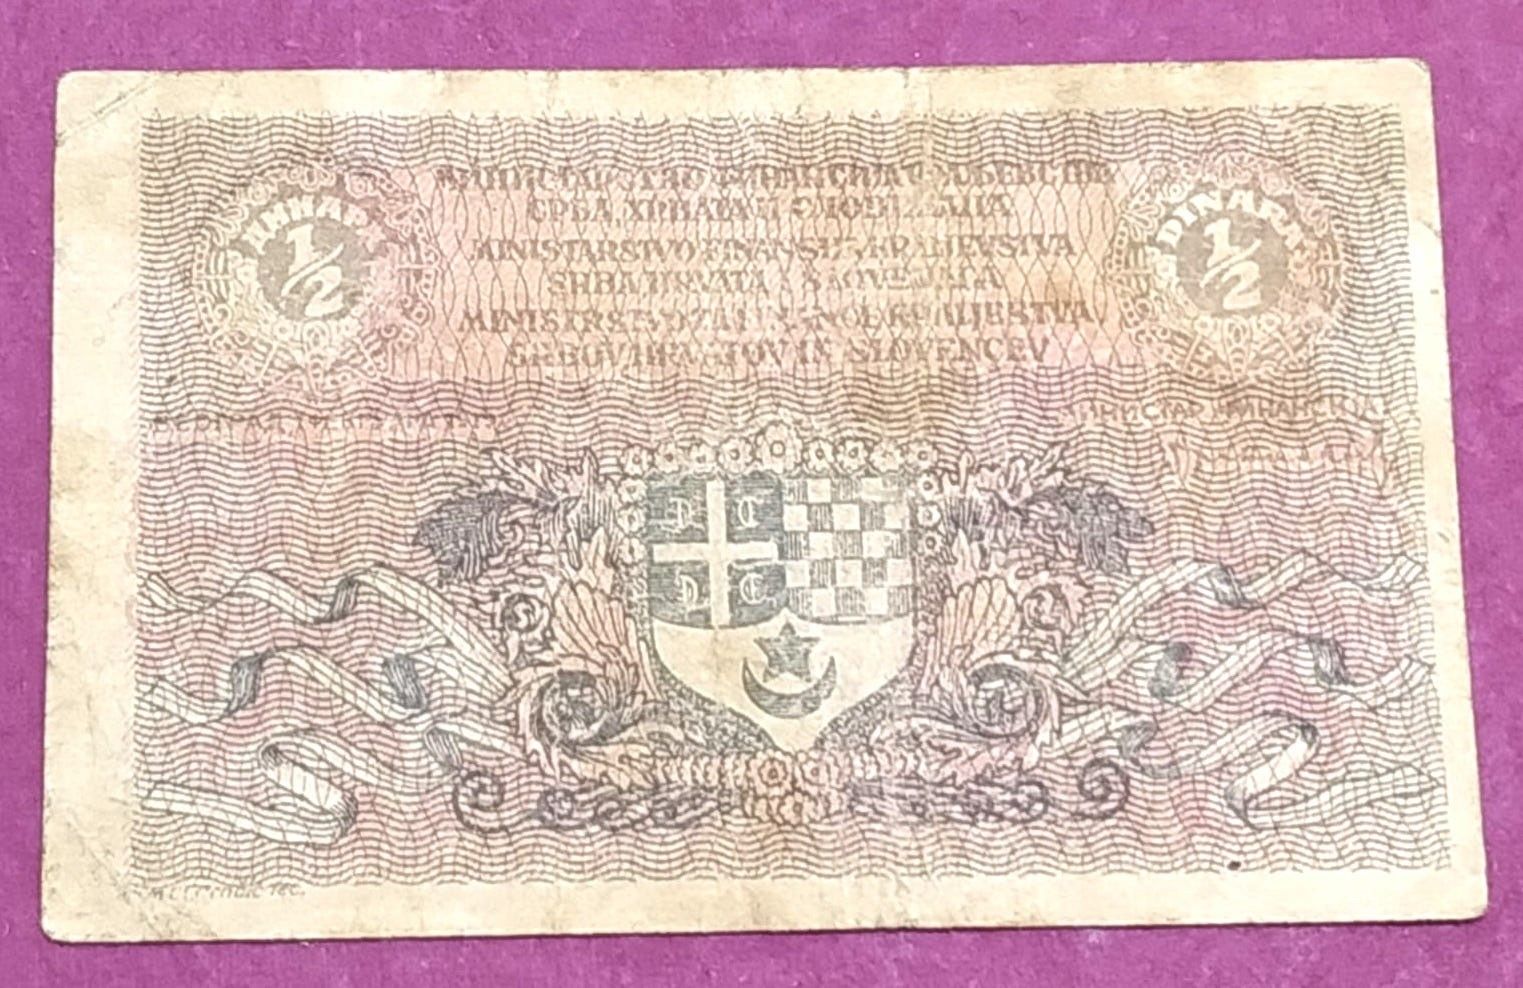 ДИНАРА
1/2
DINARA
1/2
МИНИСТАРСТВО ФИНАНСИЈА КРАЉЕВСТВА
СРБА, ХРВАТА И СЛОВЕНАЦА
MINISTARSTVO FINANSIJA KRALJEVSTVA
SRBA, HRVATA I SLOVENACA
MINISTRSTVO ZA FINANCE KRALJESTVA
SRBOV, HRVATOV IN SLOVENCEV
МИНИСТАР ФИНАНСИЈА